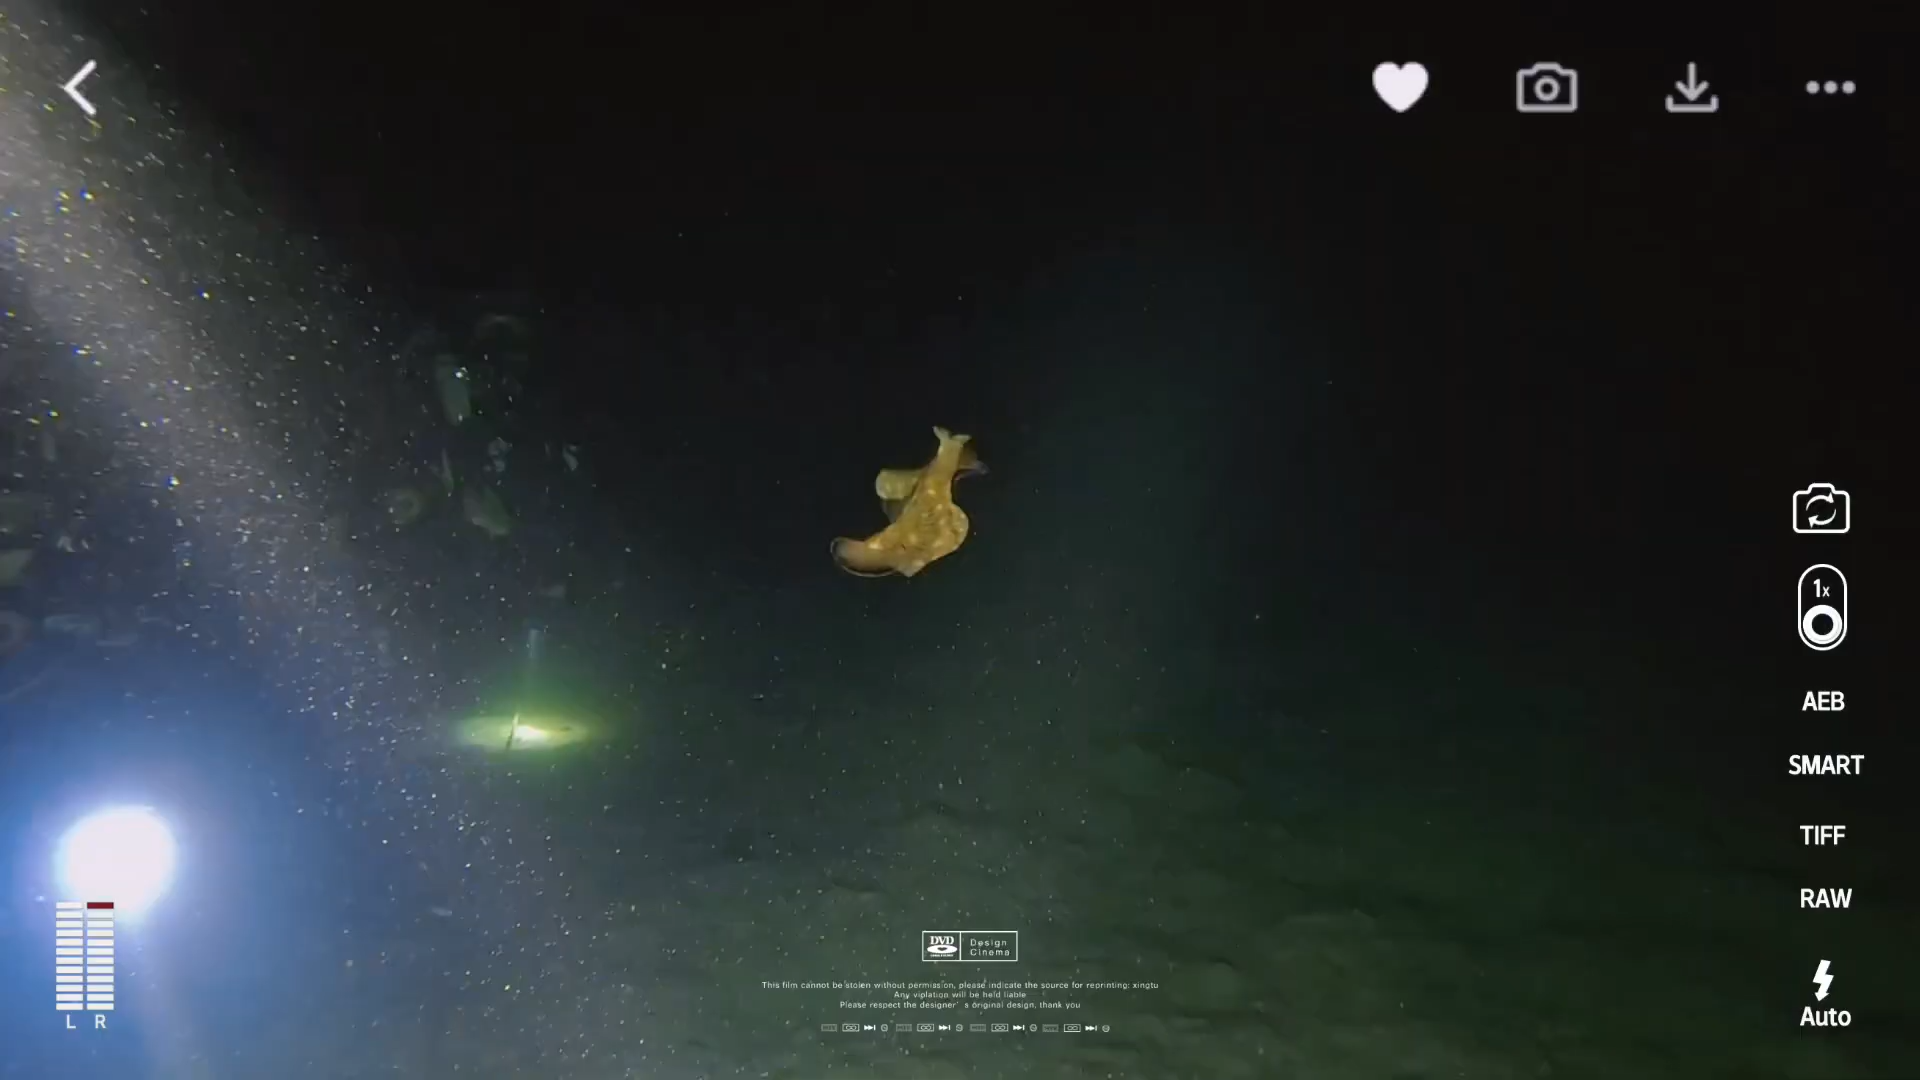 1x
AEB
SMART
TIFF
RAW
Auto
L R
DVD
Design
Cinema
This film cannot be stolen without permission, please indicate the source for reprinting: xingtu
Any viplation will be held liable
Please respect the designer's original design, thank you